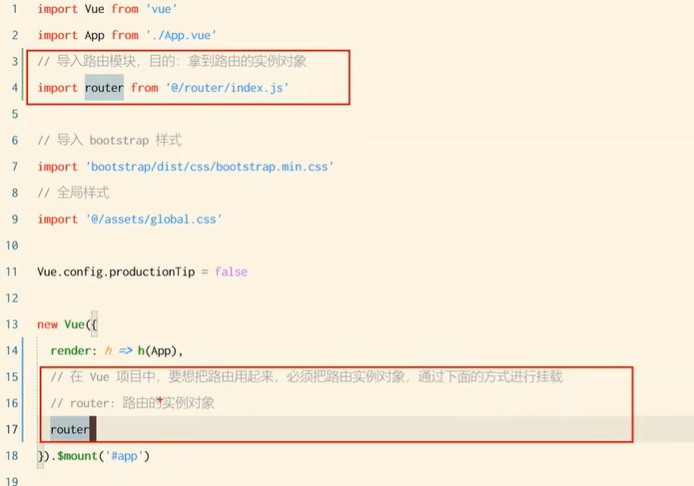 1 import Vue from 'vue'
2 import App from './App.vue'
3 // 导入路由模块，目的：拿到路由的实例对象
4 import router from '@/router/index.js'
5
6 // 导入 bootstrap 样式
7 import 'bootstrap/dist/css/bootstrap.min.css'
8 // 全局样式
9 import '@/assets/global.css'
10
11 Vue.config.productionTip = false
12
13 new Vue({
14 render: h => h(App),
15 // 在 Vue 项目中，要想把路由用起来，必须把路由实例对象，通过下面的方式进行挂载
16 // router: 路由的实例对象
17 router
18 }).$mount('#app')
19